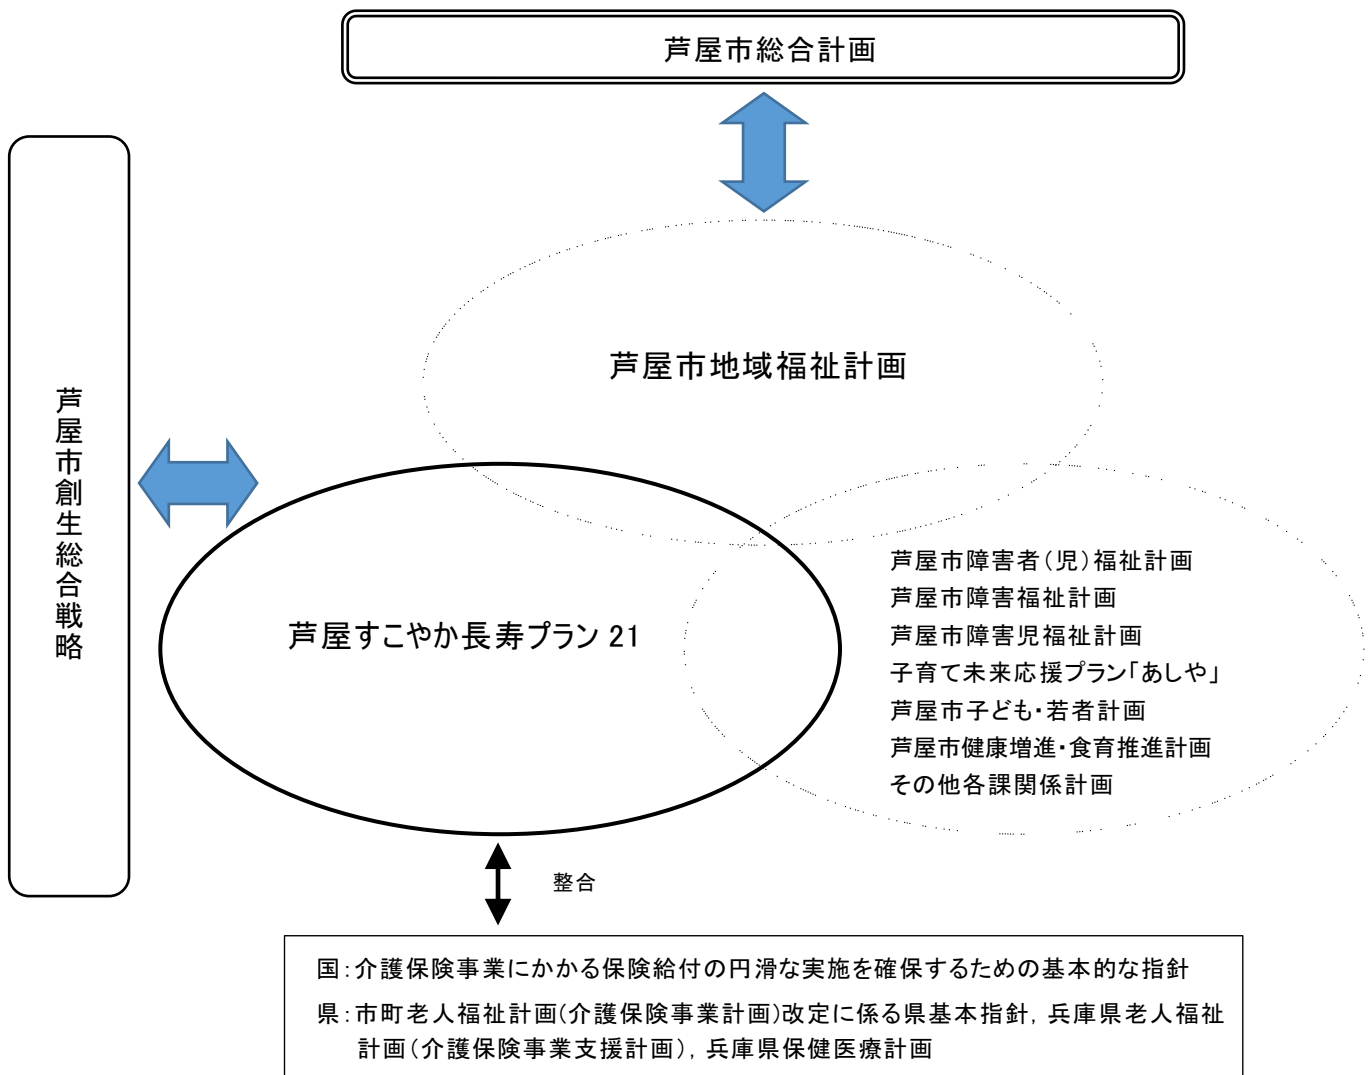 芦屋市総合計画
芦屋市創生総合戦略
芦屋市地域福祉計画
芦屋すこやか長寿プラン 21
芦屋市障害者(児)福祉計画
芦屋市障害福祉計画
芦屋市障害児福祉計画
子育て未来応援プラン「あしや」
芦屋市子ども・若者計画
芦屋市健康増進・食育推進計画
その他各課関係計画
整合
国:介護保険事業にかかる保険給付の円滑な実施を確保するための基本的な指針
県:市町老人福祉計画(介護保険事業計画)改定に係る県基本指針,兵庫県老人福祉
計画(介護保険事業支援計画),兵庫県保健医療計画